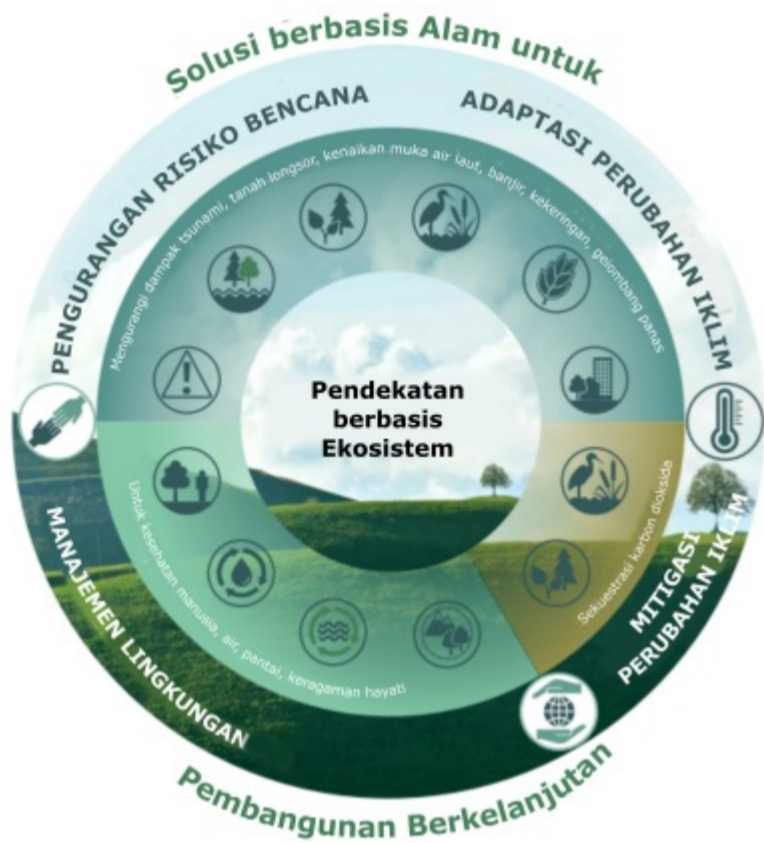 Solusi berbasis Alam untuk
PENGURANGAN RISIKO BENCANA
ADAPTASI PERUBAHAN IKLIM
Mengurangi dampak tsunami, tanah longsor, kenaikan muka air laut, banjir, kekeringan, gelombang panas
Pendekatan
berbasis
Ekosistem
Untuk kesehatan manusia, air, pantai, keragaman hayati
Sekuestrasi karbon dioksida
MANAJEMEN LINGKUNGAN
MITIGASI
PERUBAHAN IKLIM
Pembangunan Berkelanjutan